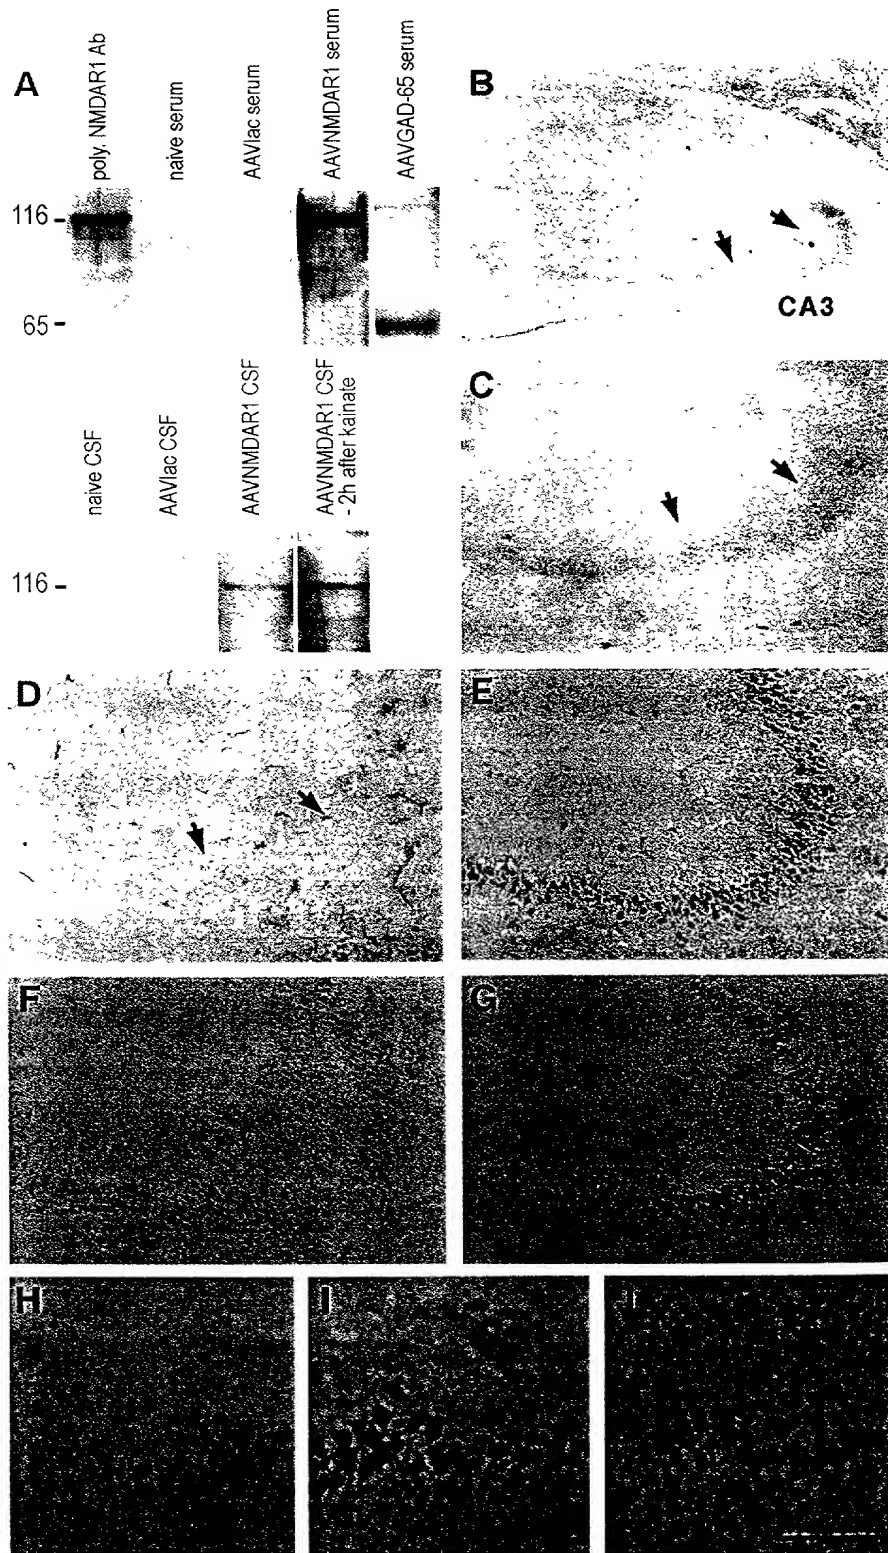 A
poly. NMDAR1 Ab
naive serum
AAVlac serum
AAVNMDAR1 serum
AAVGAD-65 serum
116
65
naive CSF
AAVlac CSF
AAVNMDAR1 CSF
AAVNMDAR1 CSF
- 2h after kainate
116
B
CA3
C
D
E
F
G
H
I